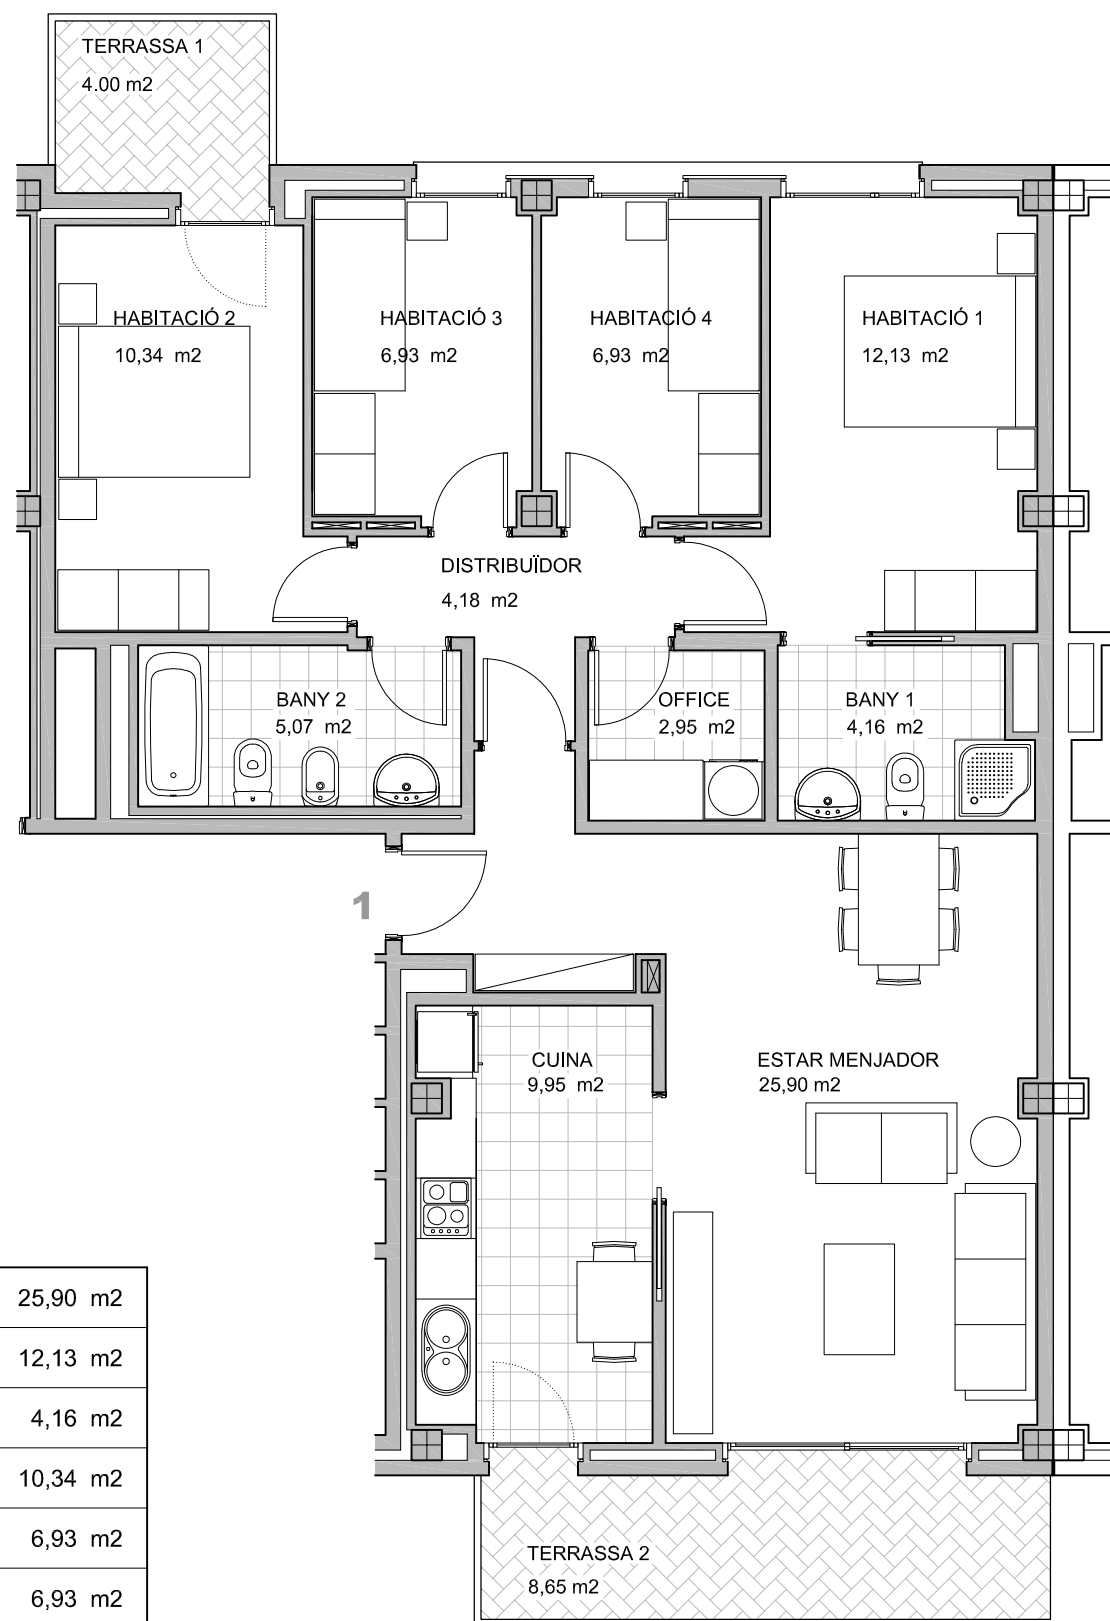 TERRASSA 1
4.00 m2
HABITACIÓ 2
10,34 m2
HABITACIÓ 3
6,93 m2
HABITACIÓ 4
6,93 m2
HABITACIÓ 1
12,13 m2
DISTRIBUÏDOR
4,18 m2
BANY 2
5,07 m2
OFFICE
2,95 m2
BANY 1
4,16 m2
1
CUINA
9,95 m2
ESTAR MENJADOR
25,90 m2
25,90 m2
12,13 m2
4,16 m2
10,34 m2
6,93 m2
6,93 m2
TERRASSA 2
8,65 m2